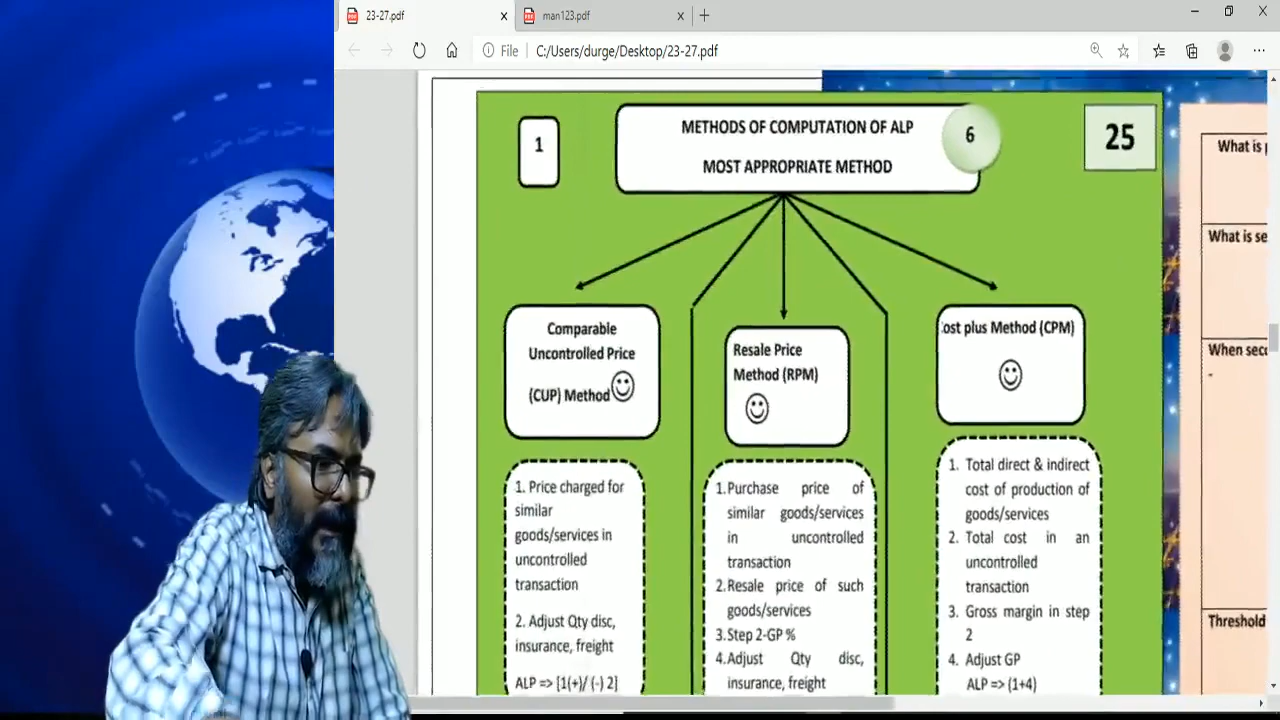 23-27.pdf
man123.pdf
File
C:/Users/durge/Desktop/23-27.pdf
1
METHODS OF COMPUTATION OF ALP
MOST APPROPRIATE METHOD
6
25
Comparable
Uncontrolled Price
(CUP) Method
Resale Price
Method (RPM)
ost plus Method (CPM)
1. Price charged for
similar
goods/services in
uncontrolled
transaction
2. Adjust Qty disc,
insurance, freight
ALP => [1(+)/ (-) 2]
1.Purchase price of
similar goods/services
in uncontrolled
transaction
2.Resale price of such
goods/services
3.Step 2-GP %
4.Adjust Qty disc,
insurance, freight
1. Total direct & indirect
cost of production of
goods/services
2. Total cost in an
uncontrolled
transaction
3. Gross margin in step
2
4. Adjust GP
ALP => (1+4)
What is
What is se
When sec
-
Threshold